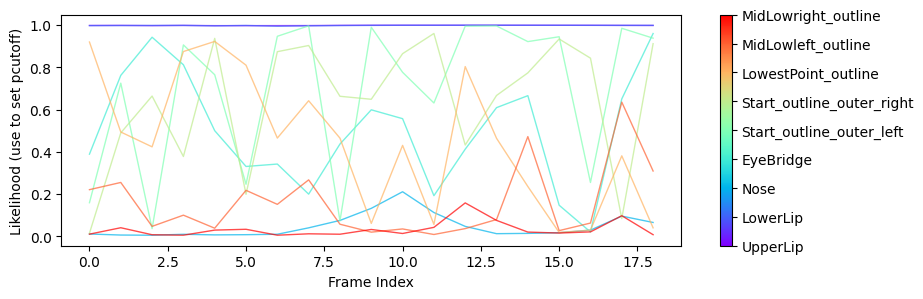 Likelihood (use to set pcutoff)
1.0
0.8
0.6
0.4
0.2
0.0
0.0 2.5 5.0 7.5 10.0 12.5 15.0 17.5
Frame Index
MidLowright_outline
MidLowleft_outline
LowestPoint_outline
Start_outline_outer_right
Start_outline_outer_left
EyeBridge
Nose
LowerLip
UpperLip